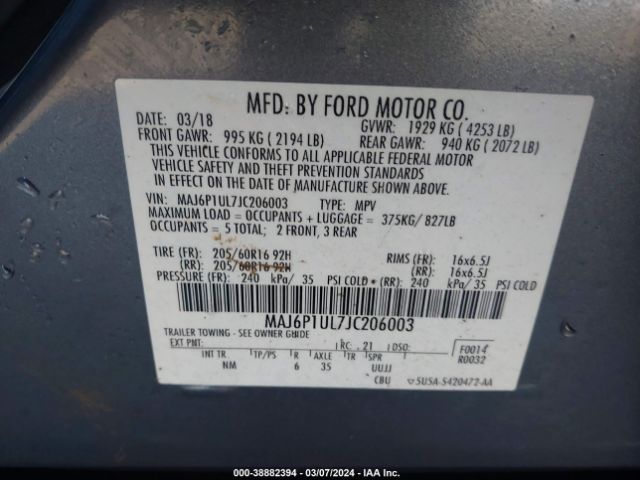 MFD. BY FORD MOTOR CO.
DATE: 03/18 GVWR: 1929 KG ( 4253 LB)
FRONT GAWR: 995 KG ( 2194 LB) REAR GAWR: 940 KG ( 2072 LB)
THIS VEHICLE CONFORMS TO ALL APPLICABLE FEDERAL MOTOR
VEHICLE SAFETY AND THEFT PREVENTION STANDARDS
IN EFFECT ON THE DATE OF MANUFACTURE SHOWN ABOVE.
VIN: MAJ6P1UL7JC206003 TYPE: MPV
MAXIMUM LOAD = OCCUPANTS + LUGGAGE = 375KG/ 827LB
OCCUPANTS = 5 TOTAL; 2 FRONT, 3 REAR
TIRE (FR): 205/60R16 92H RIMS (FR): 16x6.5J
(RR): 205/60R16 92H (RR): 16x6.5J
PRESSURE (FR): 240 kPa/ 35 PSI COLD (RR): 240 kPa/ 35 PSI COLD
MAJ6P1UL7JC206003
TRAILER TOWING - SEE OWNER GUIDE
EXT PNT: RC: 21 DSO: F0014
R0032
INT TR TP/PS R AXLE TR SPR
NM 6 35 UUJJ
CBU 5U5A-5420472-AA
000-38882394 - 03/07/2024 - IAA, Inc.